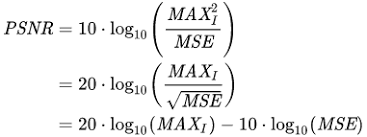 PSNR = 10 · log₁₀(MAX_I² / MSE)
= 20 · log₁₀(MAX_I / √MSE)
= 20 · log₁₀(MAX_I) − 10 · log₁₀(MSE)